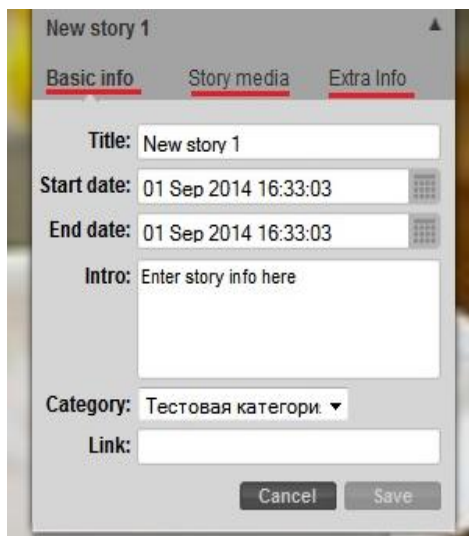 New story 1
Basic info Story media Extra Info
Title: New story 1
Start date: 01 Sep 2014 16:33:03
End date: 01 Sep 2014 16:33:03
Intro: Enter story info here
Category: Тестовая категори
Link:
Cancel Save